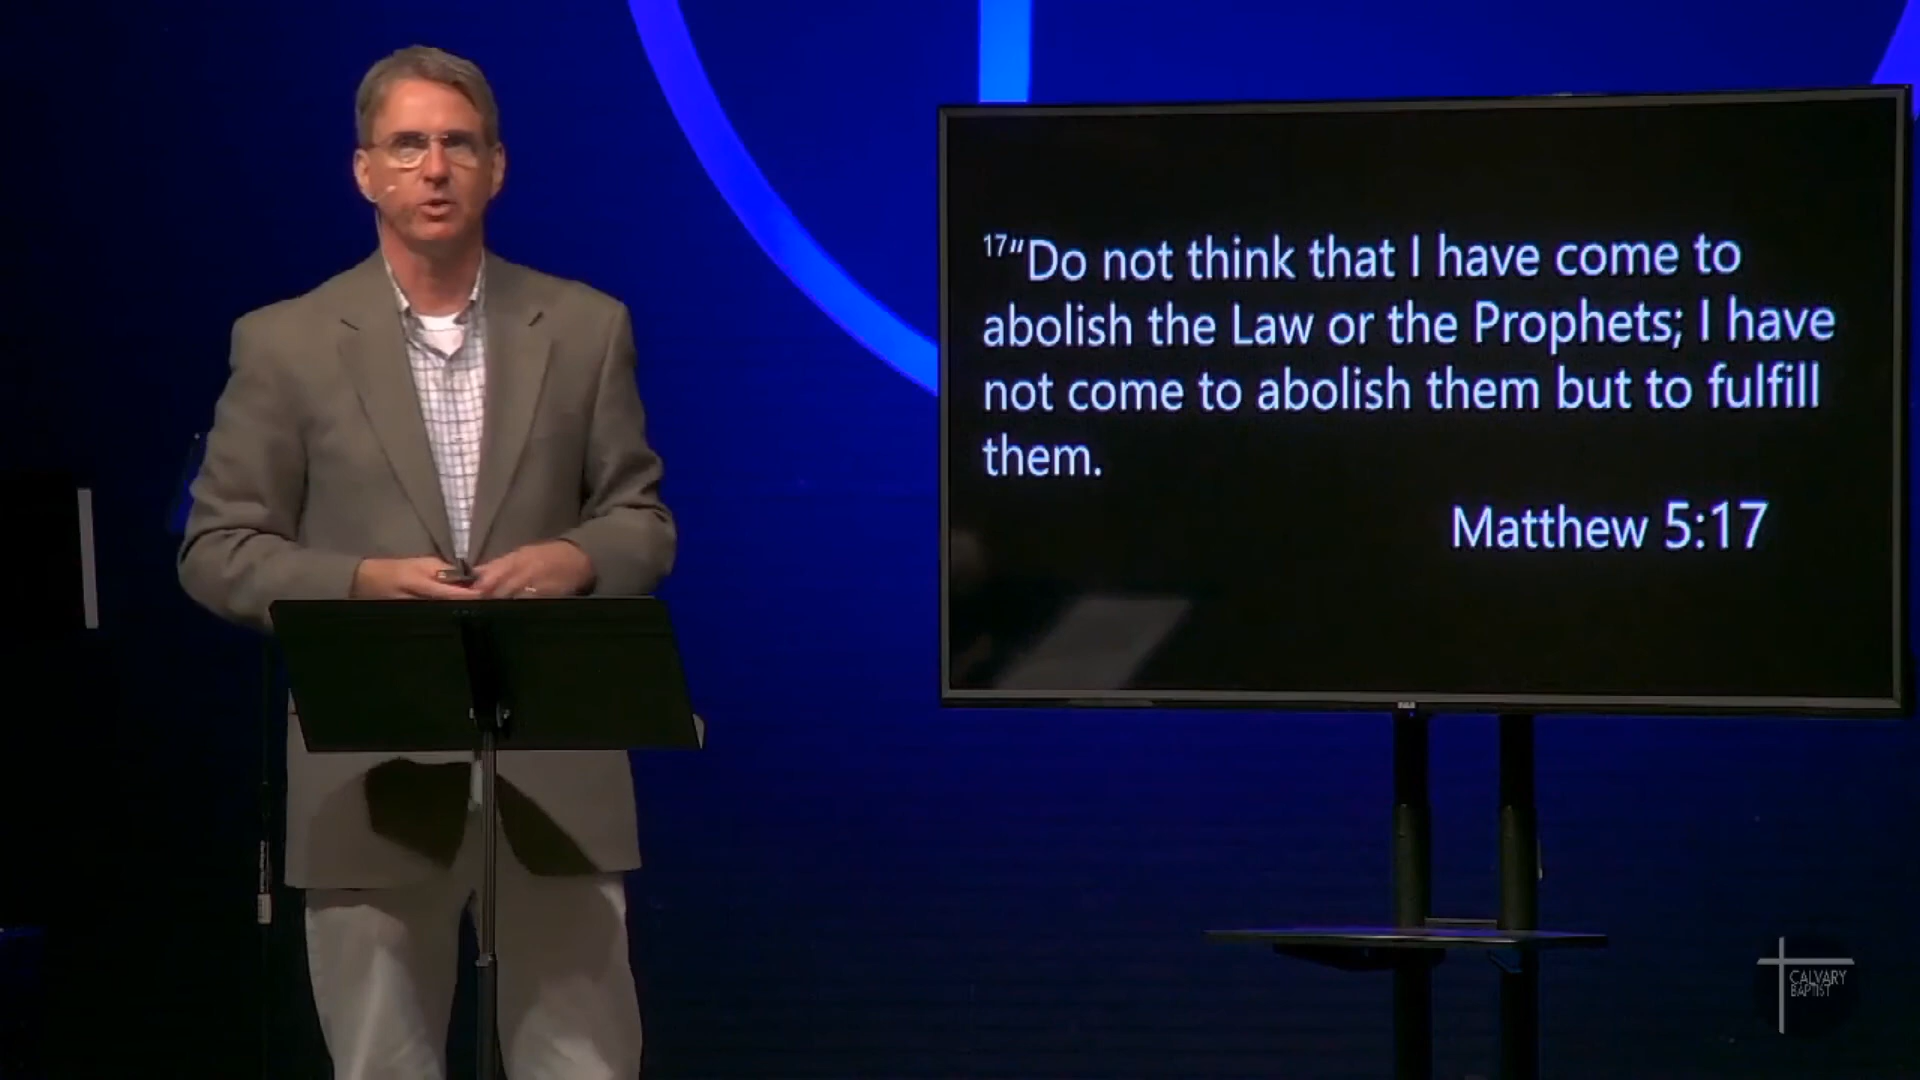 17“Do not think that I have come to
abolish the Law or the Prophets; I have
not come to abolish them but to fulfill
them.
Matthew 5:17
CALVARY
BAPTIST